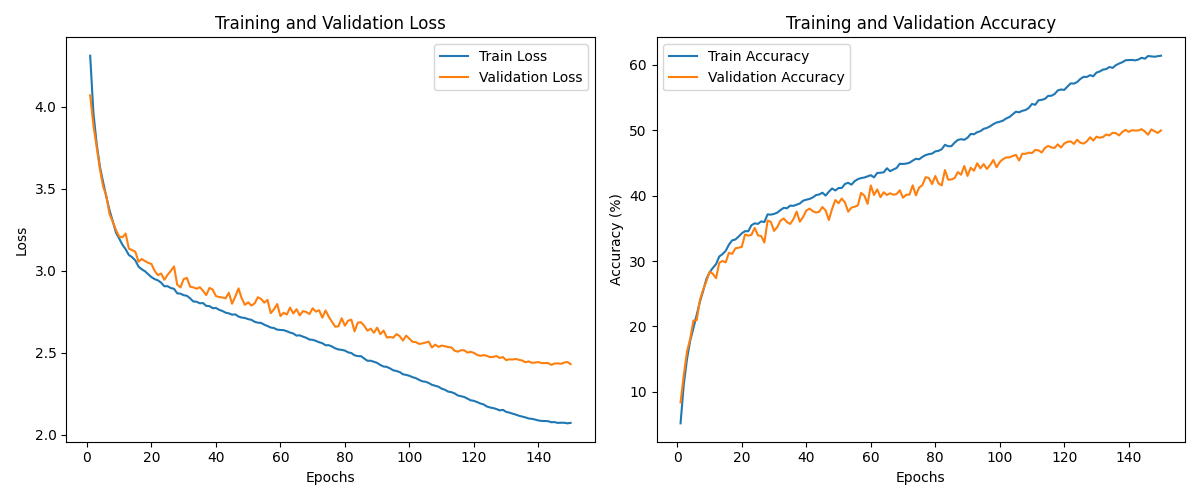 Training and Validation Loss
Train Loss
Validation Loss
4.0
3.5
3.0
2.5
2.0
Loss
0 20 40 60 80 100 120 140
Epochs
Training and Validation Accuracy
Train Accuracy
Validation Accuracy
60
50
40
30
20
10
Accuracy (%)
0 20 40 60 80 100 120 140
Epochs